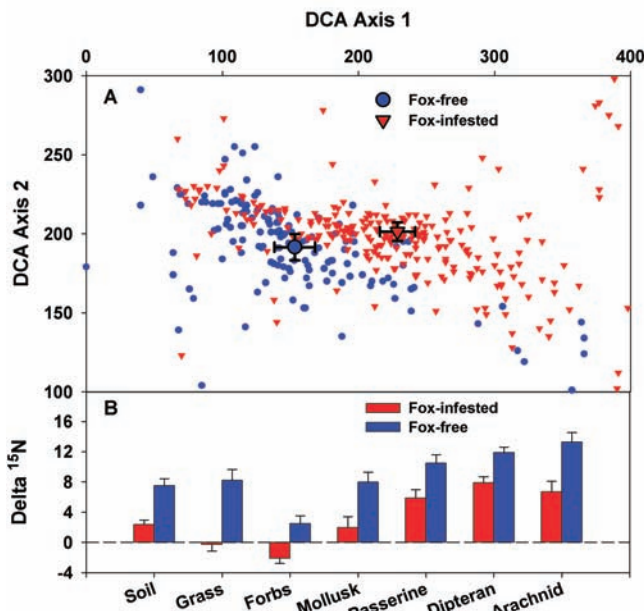 DCA Axis 1
0 100 200 300 400
300
A
Fox-free
Fox-infested
250
DCA Axis 2
200
150
100
B
Fox-infested
Fox-free
16
12
Delta 15N
8
4
0
-4
Soil Grass Forbs Mollusk Passerine Dipteran Arachnid